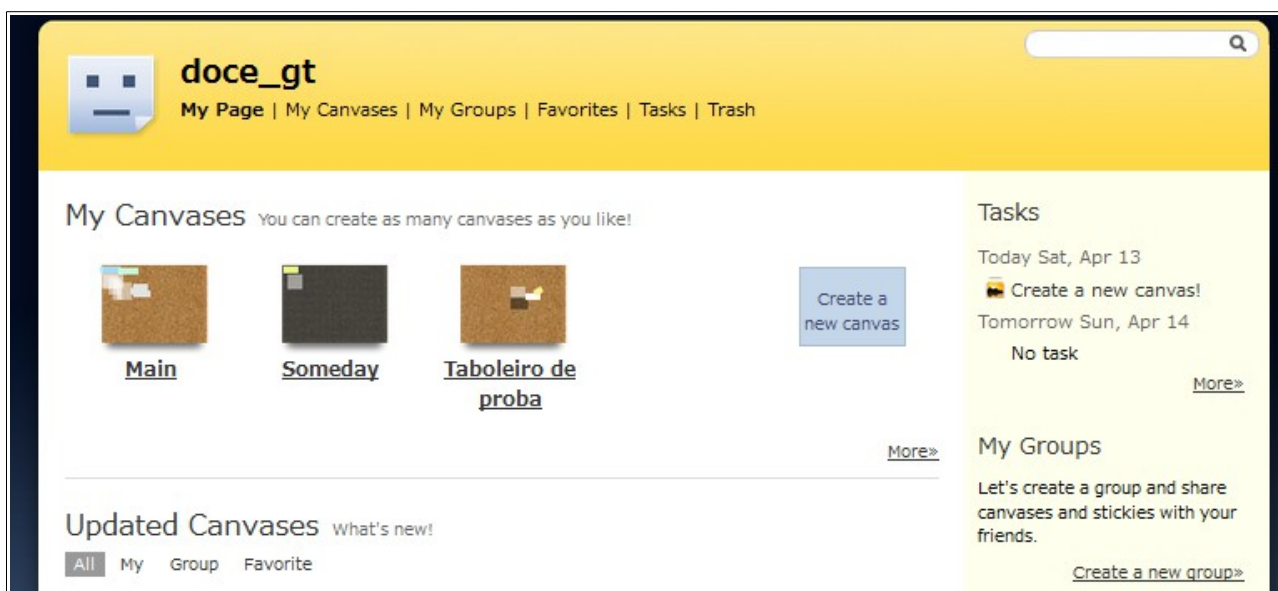 doce_gt
My Page | My Canvases | My Groups | Favorites | Tasks | Trash
My Canvases You can create as many canvases as you like!
Main
Someday
Taboleiro de
proba
Create a
new canvas
More»
Updated Canvases What's new!
All My Group Favorite
Tasks
Today Sat, Apr 13
Create a new canvas!
Tomorrow Sun, Apr 14
No task
More»
My Groups
Let's create a group and share
canvases and stickies with your
friends.
Create a new group»